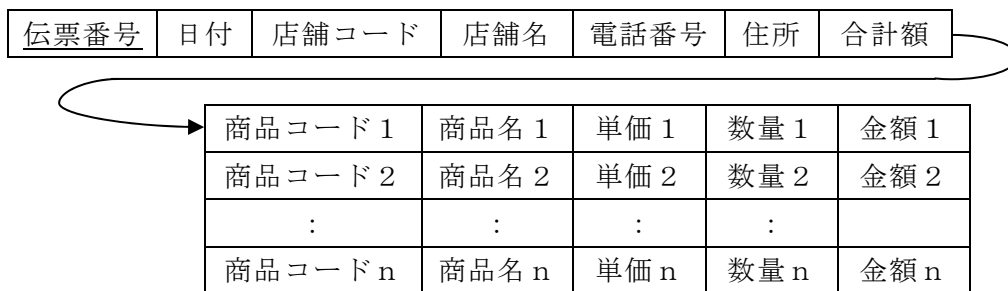 伝票番号 日付 店舗コード 店舗名 電話番号 住所 合計額
商品コード1 商品名1 単価1 数量1 金額1
商品コード2 商品名2 単価2 数量2 金額2
: : : :
商品コードn 商品名n 単価n 数量n 金額n